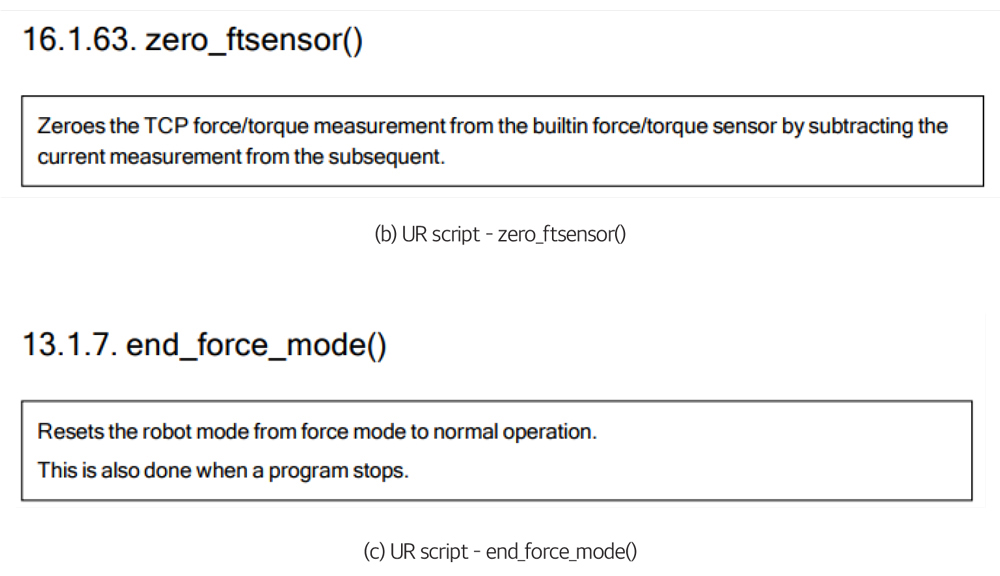 16.1.63. zero_ftsensor()
Zeroes the TCP force/torque measurement from the builtin force/torque sensor by subtracting the
current measurement from the subsequent.
(b) UR script - zero_ftsensor()
13.1.7. end_force_mode()
Resets the robot mode from force mode to normal operation.
This is also done when a program stops.
(c) UR script - end_force_mode()